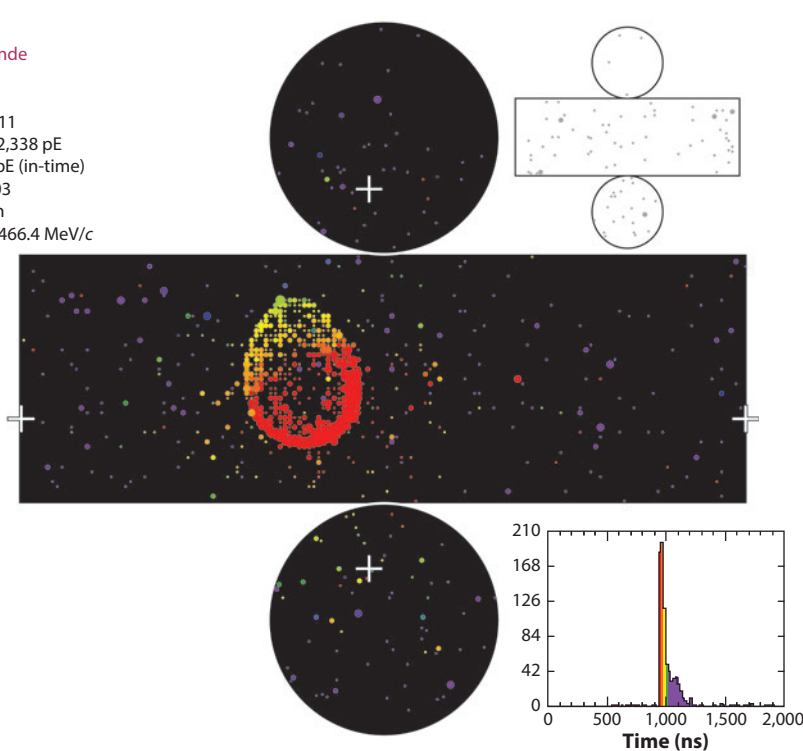 nde
11
2,338 pE
pE (in-time)
03
n
466.4 MeV/c
210
168
126
84
42
0
0 500 1,000 1,500 2,000
Time (ns)